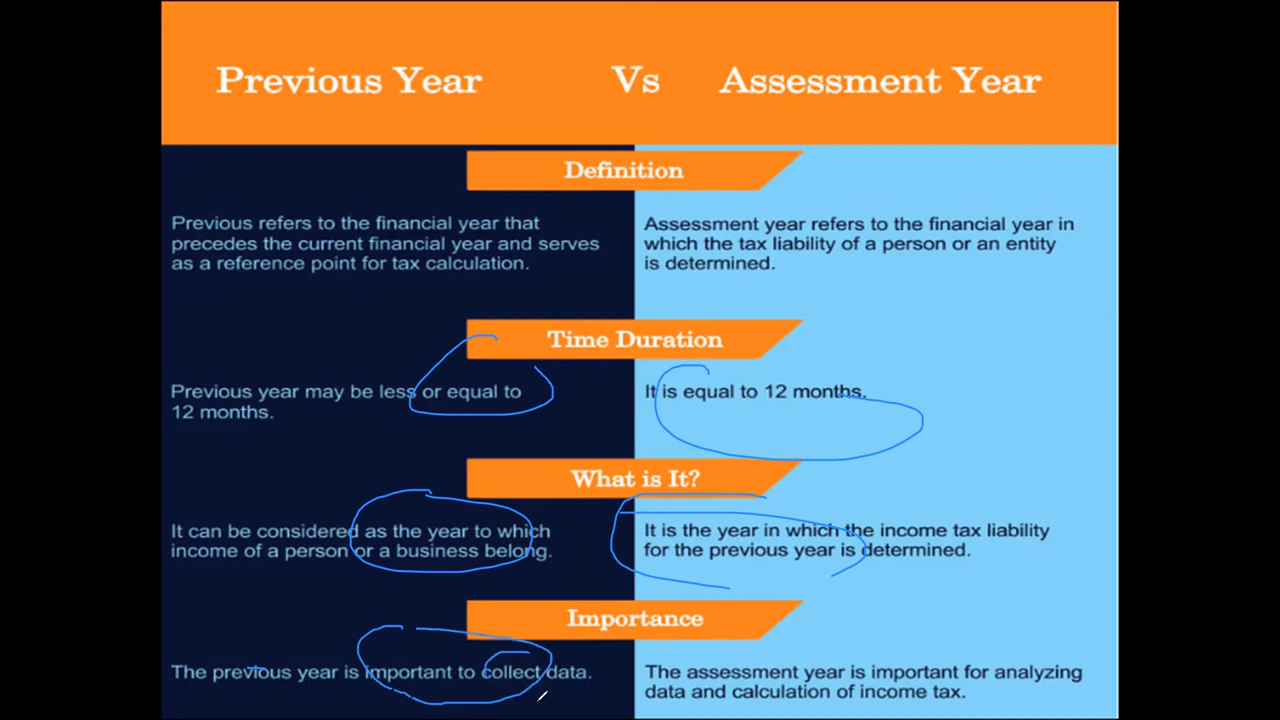 Previous Year Vs Assessment Year
Definition
Previous refers to the financial year that
precedes the current financial year and serves
as a reference point for tax calculation.
Assessment year refers to the financial year in
which the tax liability of a person or an entity
is determined.
Time Duration
Previous year may be less or equal to
12 months.
It is equal to 12 months.
What is It?
It can be considered as the year to which
income of a person or a business belong.
It is the year in which the income tax liability
for the previous year is determined.
Importance
The previous year is important to collect data.
The assessment year is important for analyzing
data and calculation of income tax.